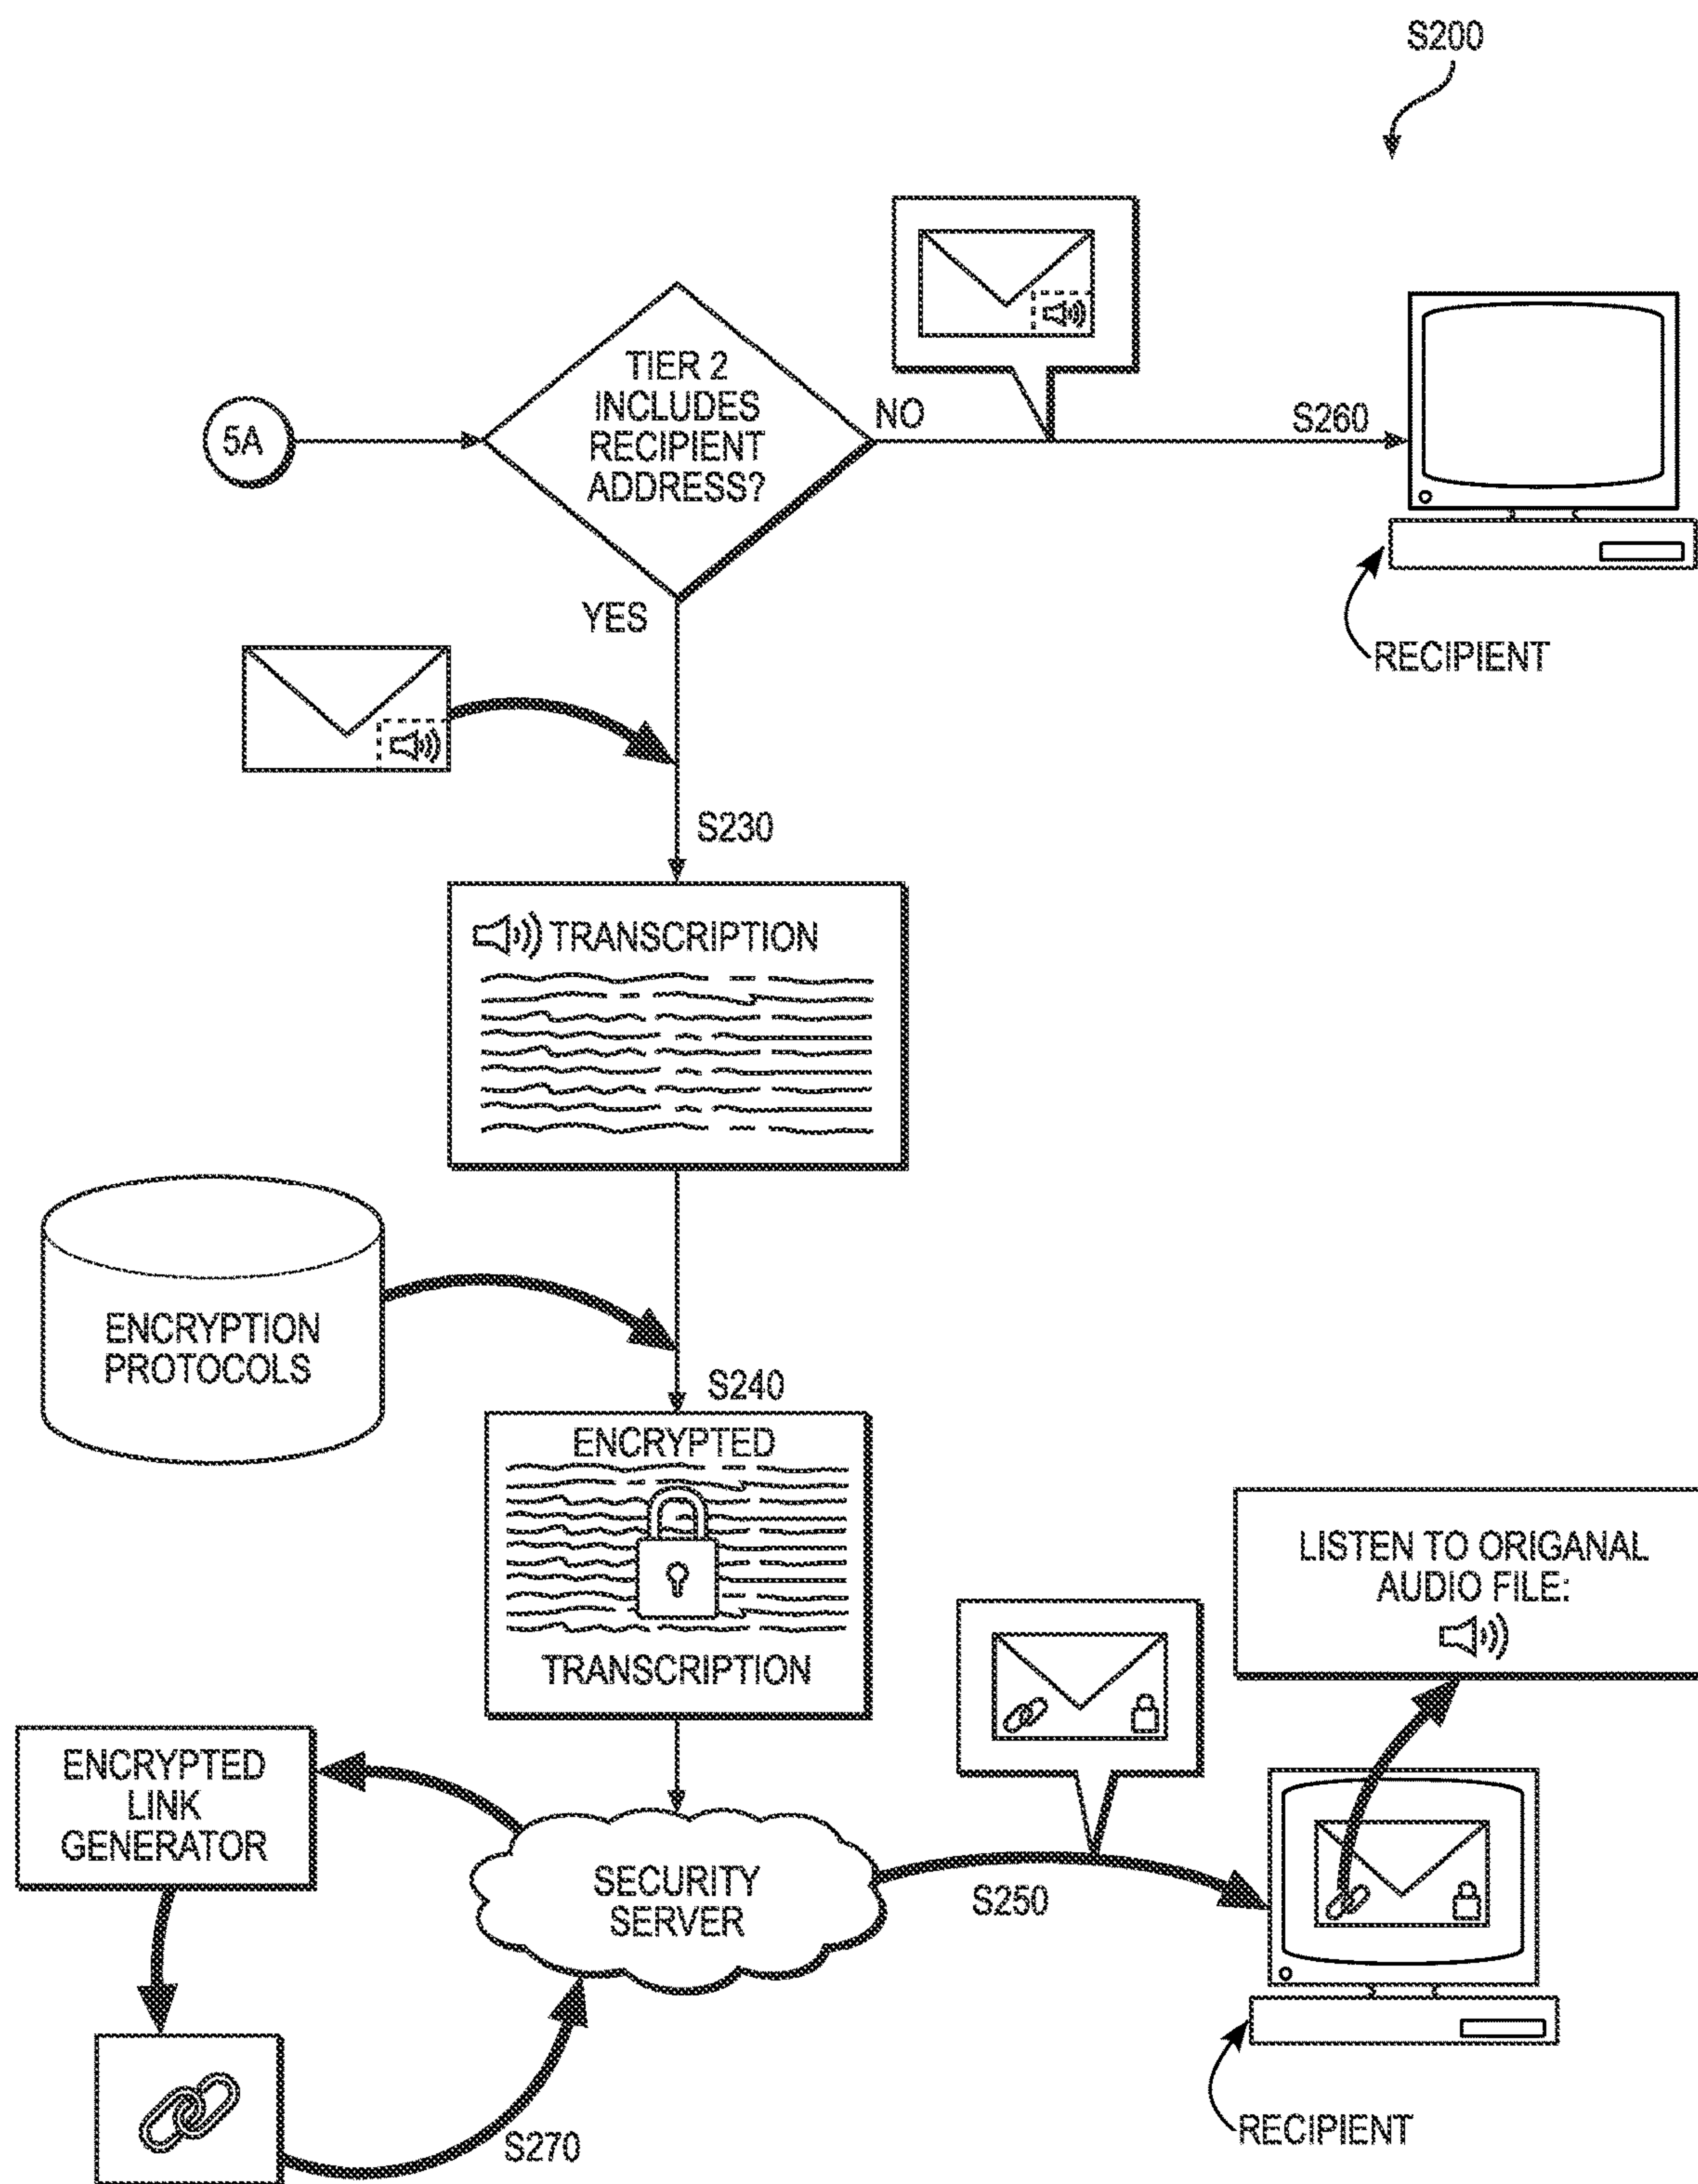 S200
5A
TIER 2
INCLUDES
RECIPIENT
ADDRESS?
NO
S260
RECIPIENT
YES
S230
TRANSCRIPTION
ENCRYPTION
PROTOCOLS
S240
ENCRYPTED
TRANSCRIPTION
LISTEN TO ORIGANAL
AUDIO FILE:
ENCRYPTED
LINK
GENERATOR
SECURITY
SERVER
S250
S270
RECIPIENT